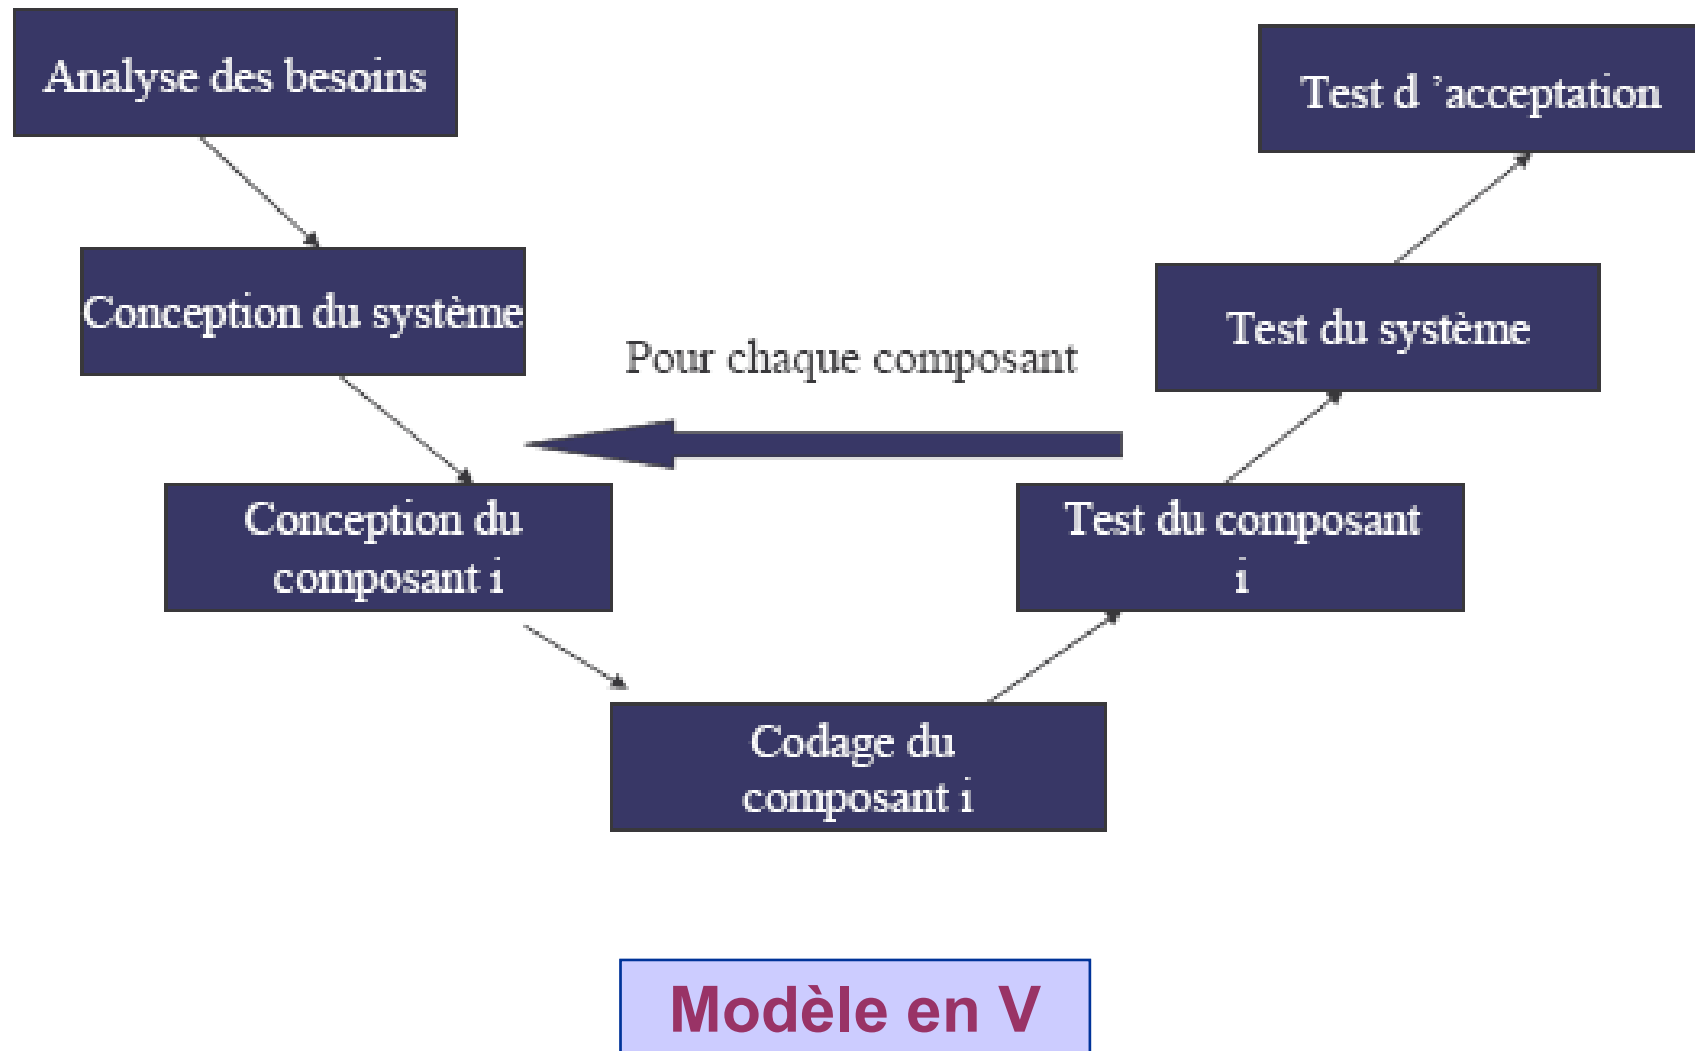 Analyse des besoins
Test d ’acceptation
Conception du système
Test du système
Pour chaque composant
Conception du
composant i
Test du composant
i
Codage du
composant i
Modèle en V